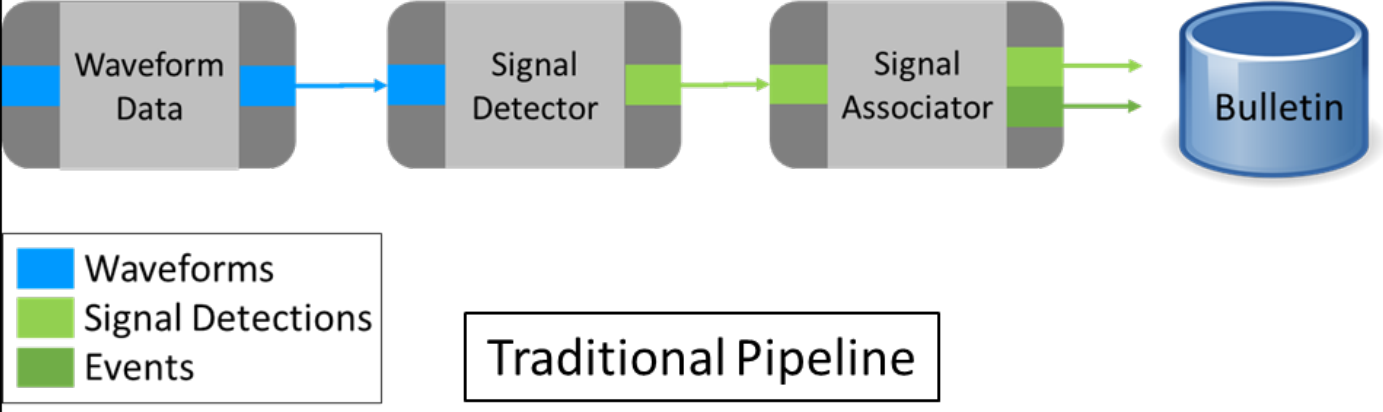 Waveform
Data
Signal
Detector
Signal
Associator
Bulletin
Waveforms
Signal Detections
Events
Traditional Pipeline